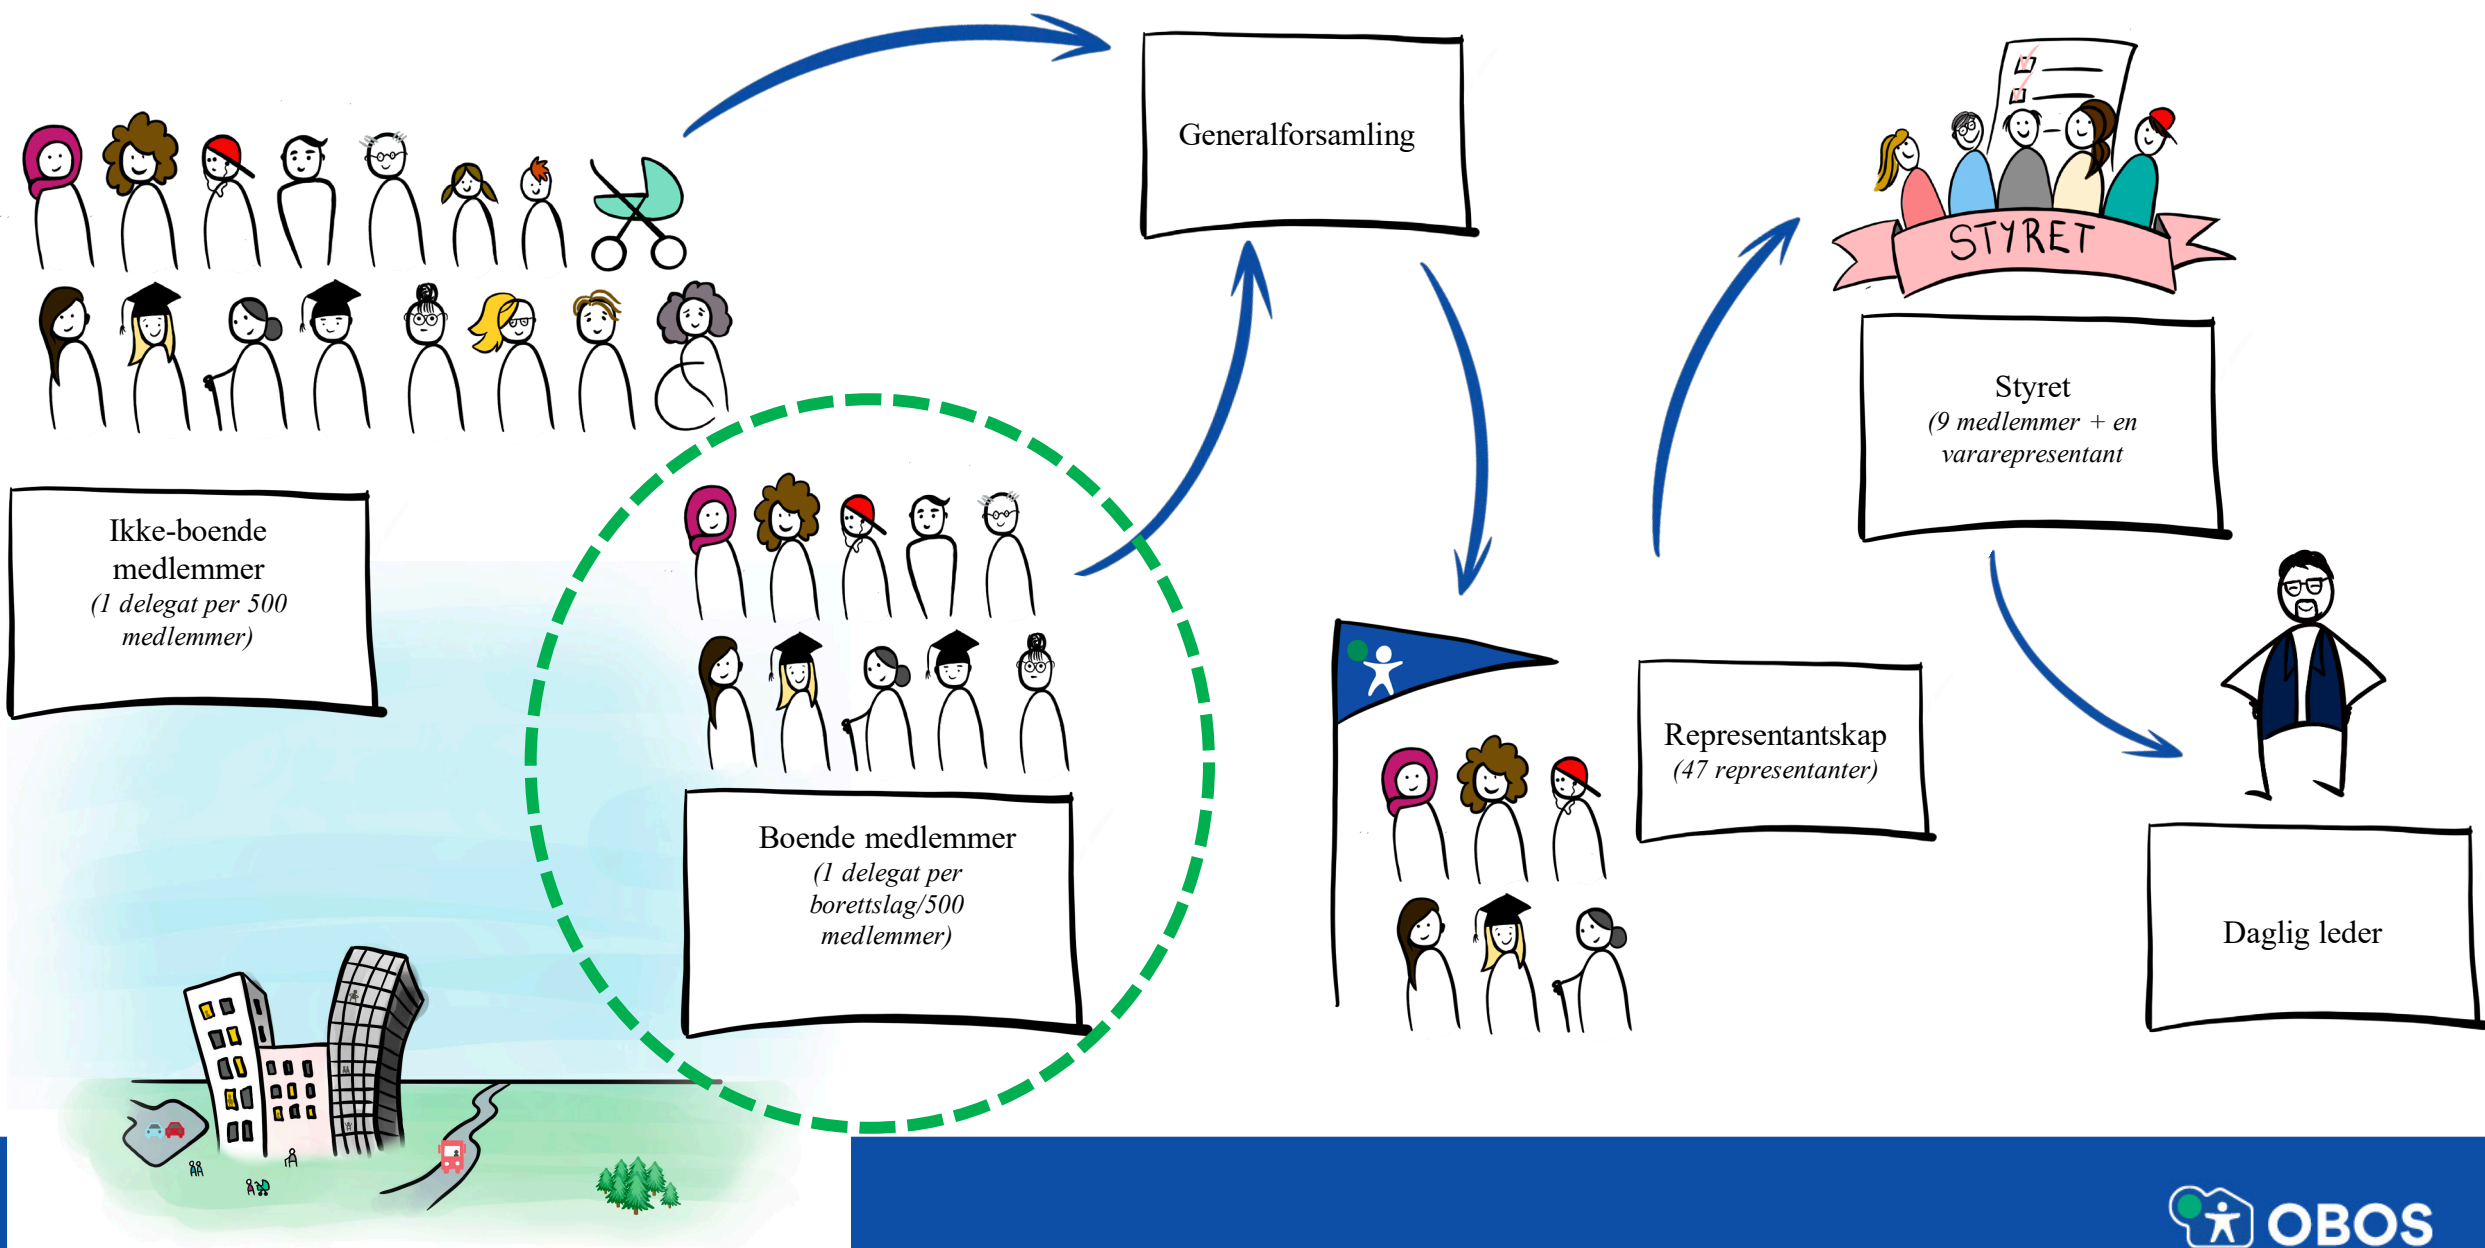 Generalforsamling
STYRET
Styret
(9 medlemmer + en
vararepresentant
Ikke-boende
medlemmer
(1 delegat per 500
medlemmer)
Boende medlemmer
(1 delegat per
borettslag/500
medlemmer)
Representantskap
(47 representanter)
Daglig leder
OBOS